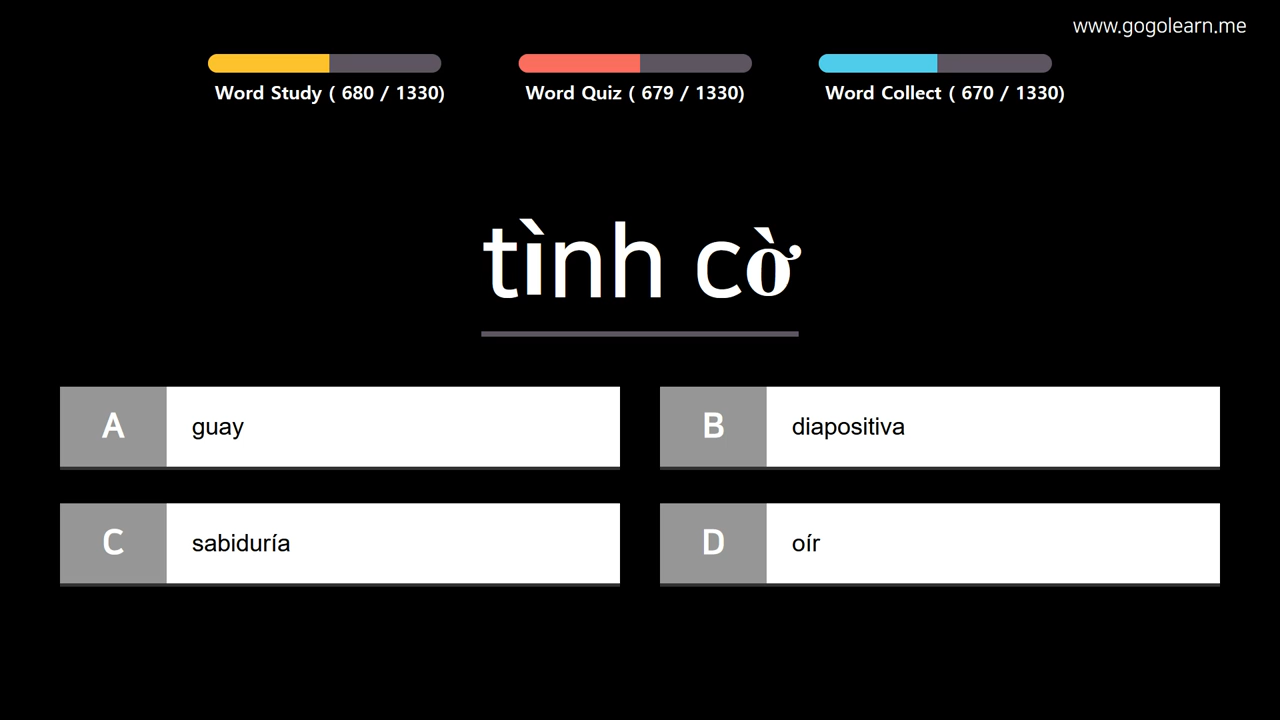 www.gogolearn.me
Word Study ( 680 / 1330)
Word Quiz ( 679 / 1330)
Word Collect ( 670 / 1330)
tình cờ
A guay
B diapositiva
C sabiduría
D oír